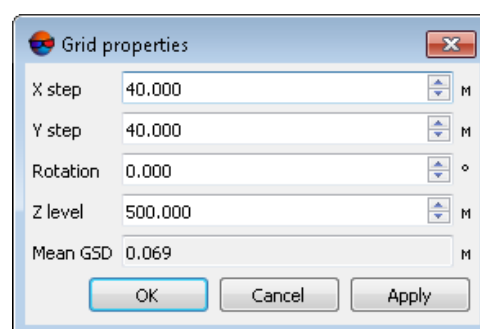 Grid properties
X step 40.000 м
Y step 40.000 м
Rotation 0.000 °
Z level 500.000 м
Mean GSD 0.069 м
OK Cancel Apply